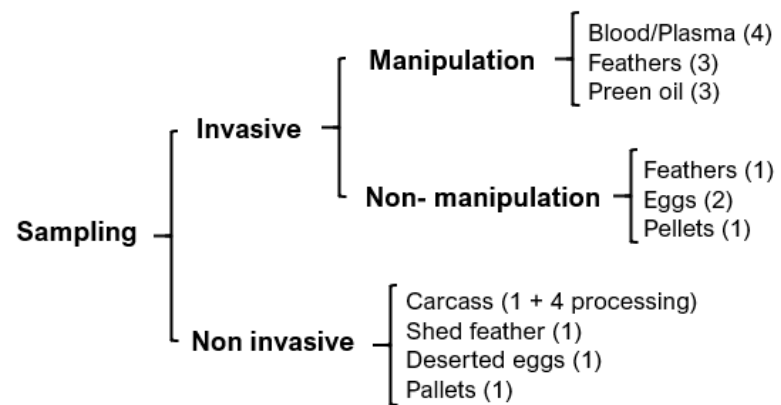 Sampling
Invasive
Manipulation
Blood/Plasma (4)
Feathers (3)
Preen oil (3)
Non- manipulation
Feathers (1)
Eggs (2)
Pellets (1)
Non invasive
Carcass (1 + 4 processing)
Shed feather (1)
Deserted eggs (1)
Pallets (1)